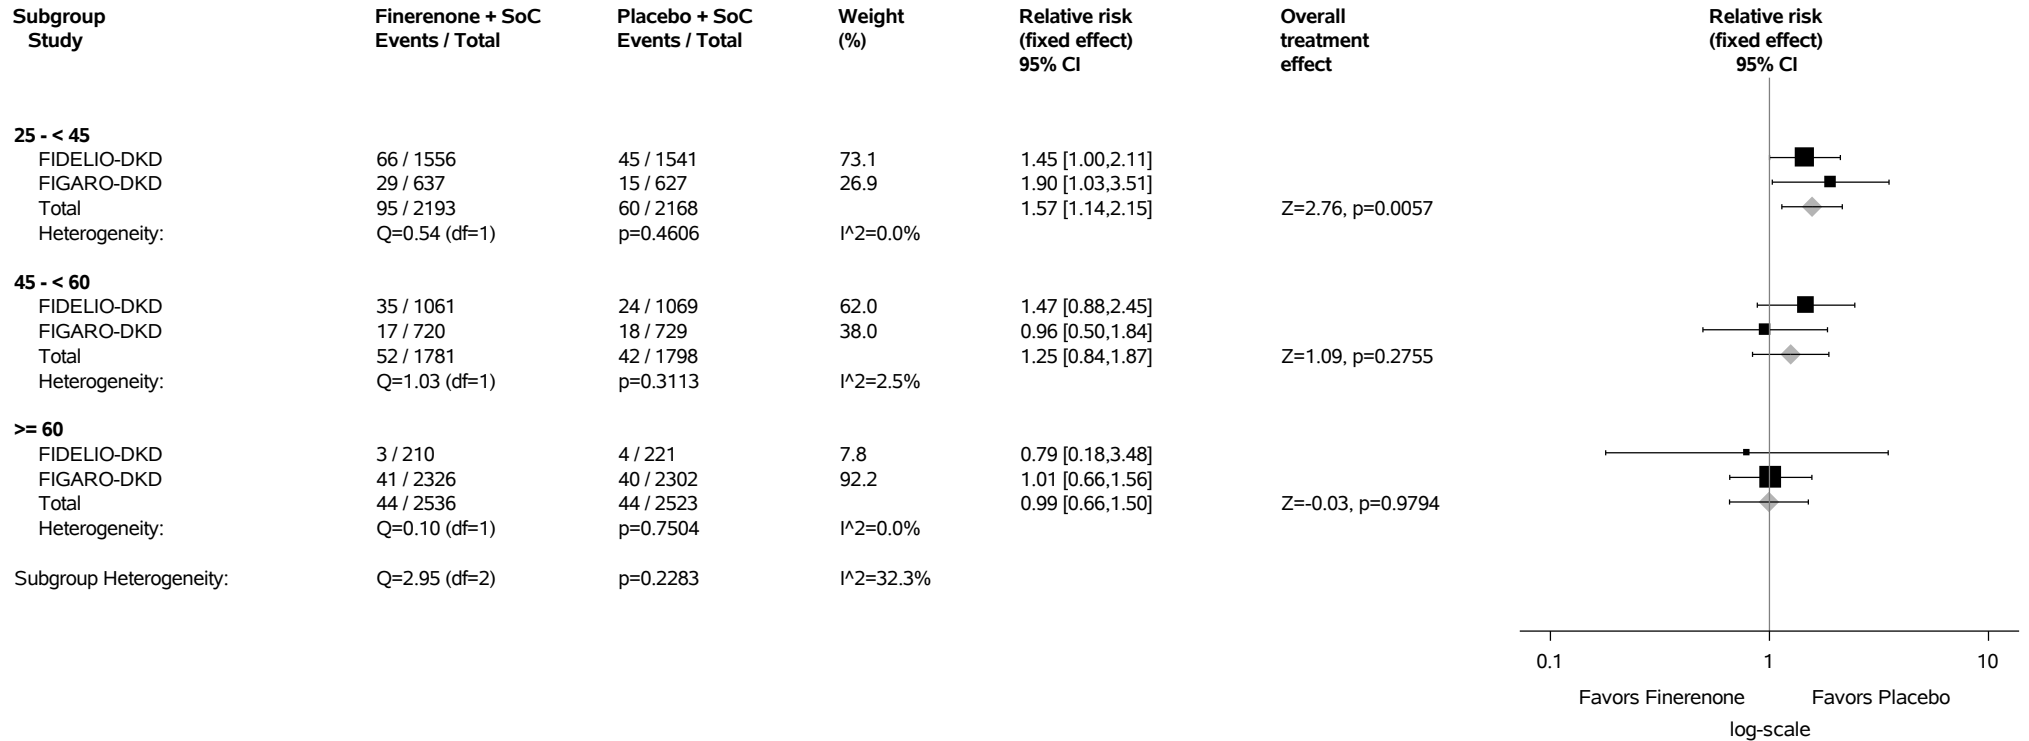 Subgroup Finerenone + SoC Placebo + SoC Weight Relative risk Overall Relative risk
Study Events / Total Events / Total (%) (fixed effect) treatment (fixed effect)
95% CI effect 95% CI
25 - < 45
FIDELIO-DKD 66 / 1556 45 / 1541 73.1 1.45 [1.00,2.11]
FIGARO-DKD 29 / 637 15 / 627 26.9 1.90 [1.03,3.51]
Total 95 / 2193 60 / 2168 1.57 [1.14,2.15] Z=2.76, p=0.0057
Heterogeneity: Q=0.54 (df=1) p=0.4606 I^2=0.0%
45 - < 60
FIDELIO-DKD 35 / 1061 24 / 1069 62.0 1.47 [0.88,2.45]
FIGARO-DKD 17 / 720 18 / 729 38.0 0.96 [0.50,1.84]
Total 52 / 1781 42 / 1798 1.25 [0.84,1.87] Z=1.09, p=0.2755
Heterogeneity: Q=1.03 (df=1) p=0.3113 I^2=2.5%
>= 60
FIDELIO-DKD 3 / 210 4 / 221 7.8 0.79 [0.18,3.48]
FIGARO-DKD 41 / 2326 40 / 2302 92.2 1.01 [0.66,1.56]
Total 44 / 2536 44 / 2523 0.99 [0.66,1.50] Z=-0.03, p=0.9794
Heterogeneity: Q=0.10 (df=1) p=0.7504 I^2=0.0%
Subgroup Heterogeneity: Q=2.95 (df=2) p=0.2283 I^2=32.3%
0.1 1 10
Favors Finerenone Favors Placebo
log-scale